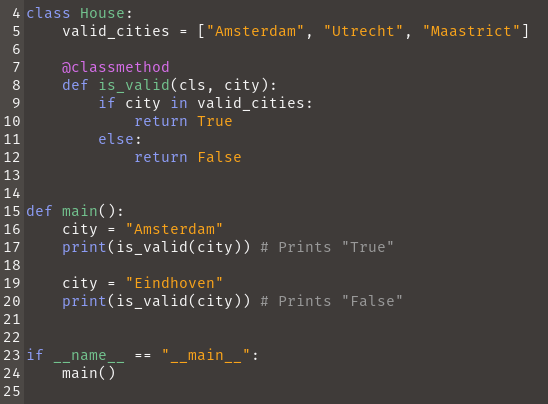 4 class House:
5     valid_cities = ["Amsterdam", "Utrecht", "Maastrict"]
6
7     @classmethod
8     def is_valid(cls, city):
9         if city in valid_cities:
10             return True
11         else:
12             return False
13
14
15 def main():
16     city = "Amsterdam"
17     print(is_valid(city)) # Prints "True"
18
19     city = "Eindhoven"
20     print(is_valid(city)) # Prints "False"
21
22
23 if __name__ == "__main__":
24     main()
25